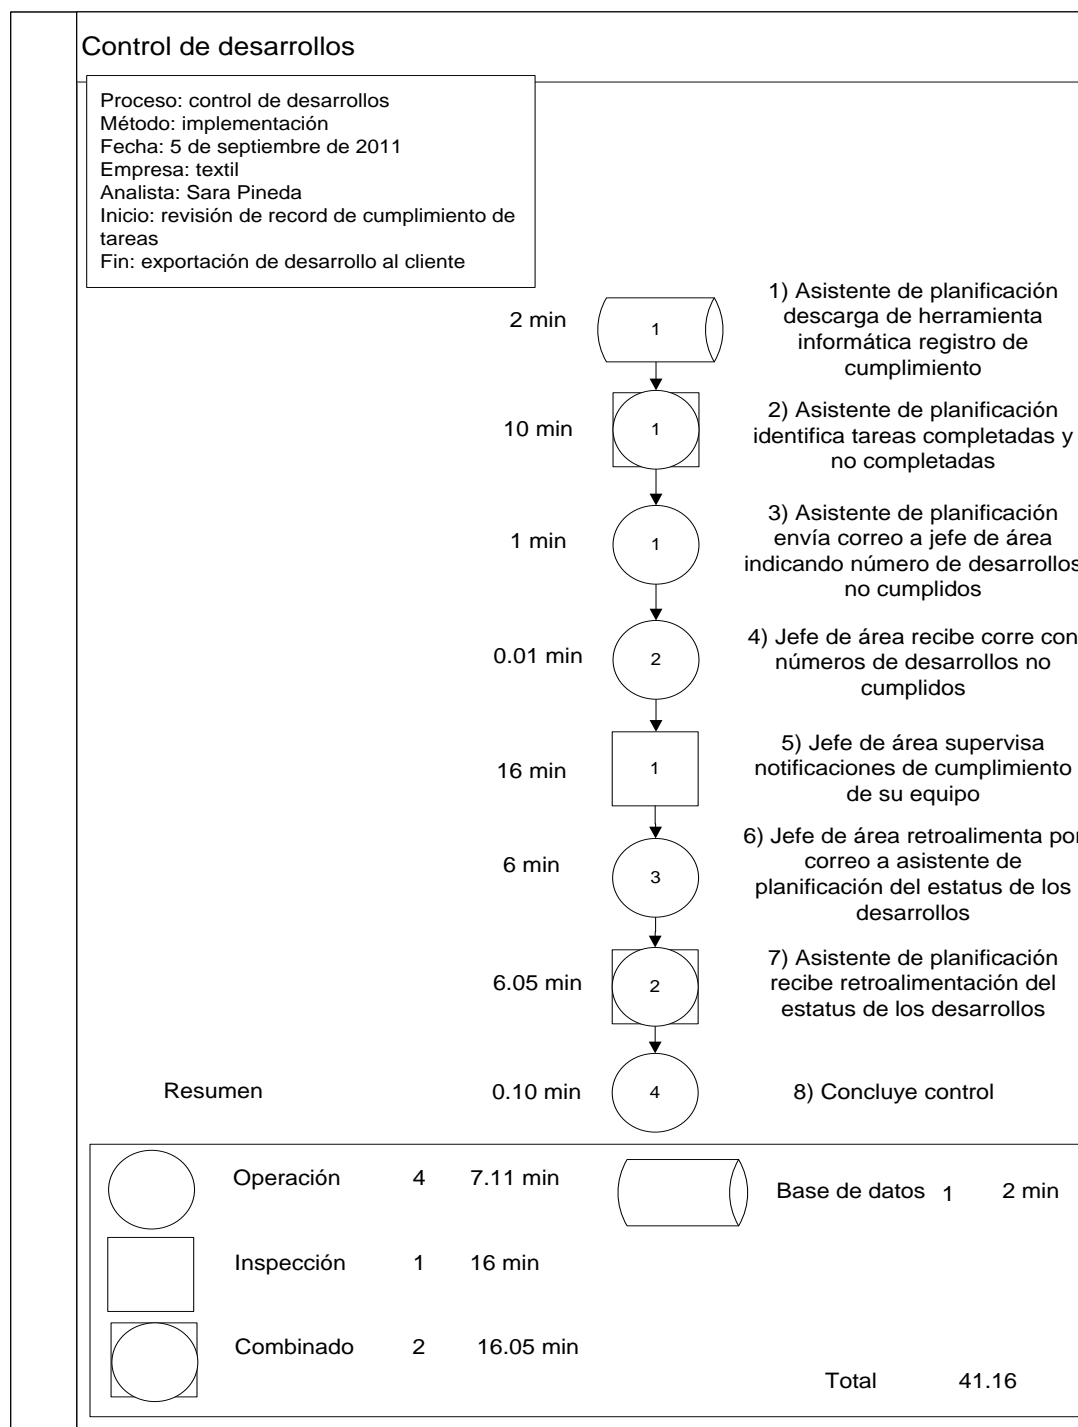 Control de desarrollos
Proceso: control de desarrollos
Método: implementación
Fecha: 5 de septiembre de 2011
Empresa: textil
Analista: Sara Pineda
Inicio: revisión de record de cumplimiento de
tareas
Fin: exportación de desarrollo al cliente
2 min
1
1) Asistente de planificación
descarga de herramienta
informática registro de
cumplimiento
10 min
1
2) Asistente de planificación
identifica tareas completadas y
no completadas
1 min
1
3) Asistente de planificación
envía correo a jefe de área
indicando número de desarrollos
no cumplidos
0.01 min
2
4) Jefe de área recibe corre con
números de desarrollos no
cumplidos
16 min
1
5) Jefe de área supervisa
notificaciones de cumplimiento
de su equipo
6 min
3
6) Jefe de área retroalimenta por
correo a asistente de
planificación del estatus de los
desarrollos
6.05 min
2
7) Asistente de planificación
recibe retroalimentación del
estatus de los desarrollos
Resumen
0.10 min
4
8) Concluye control
Operación 4 7.11 min
Base de datos 1 2 min
Inspección 1 16 min
Combinado 2 16.05 min
Total 41.16